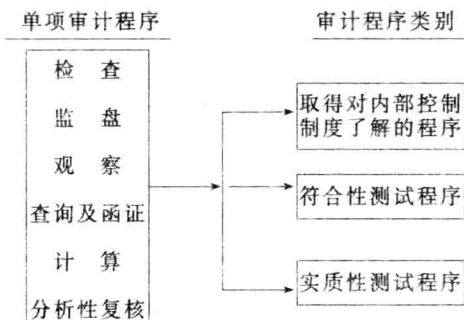 单项审计程序
审计程序类别
检 查
监 盘
观 察
查询及函证
计 算
分析性复核
取得对内部控制
制度了解的程序
符合性测试程序
实质性测试程序